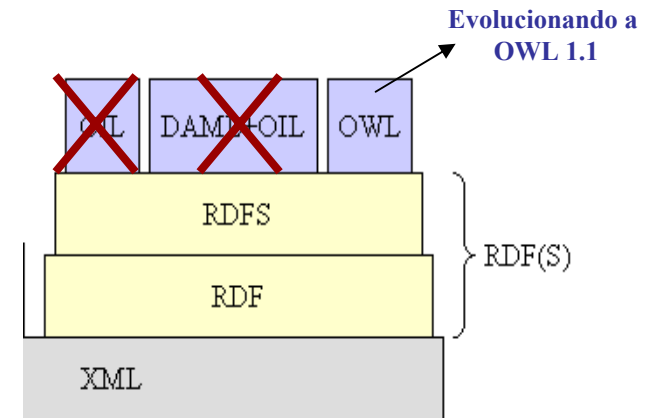 Evolucionando a
OWL 1.1
OIL DAML+OIL OWL
RDFS
RDF(S)
RDF
XML